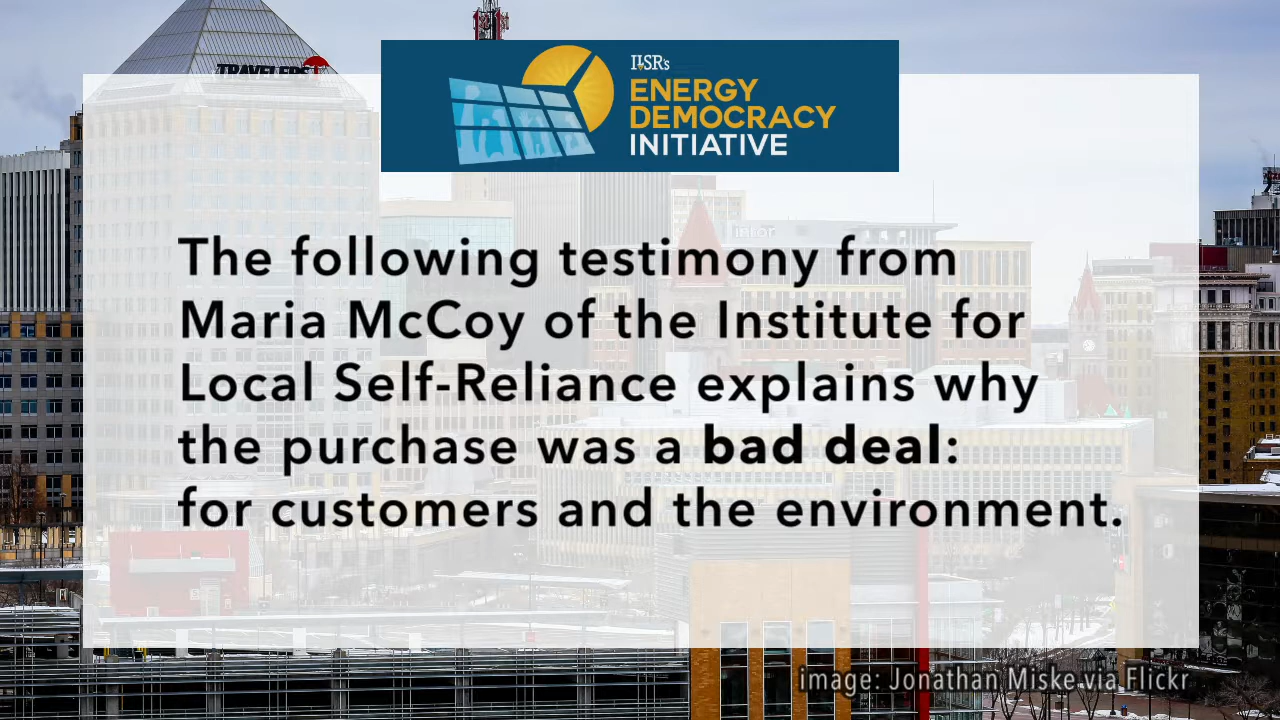 TRAVELERS
ILSR's
ENERGY
DEMOCRACY
INITIATIVE
The following testimony from
Maria McCoy of the Institute for
Local Self-Reliance explains why
the purchase was a bad deal:
for customers and the environment.
image: Jonathan Miske via Flickr